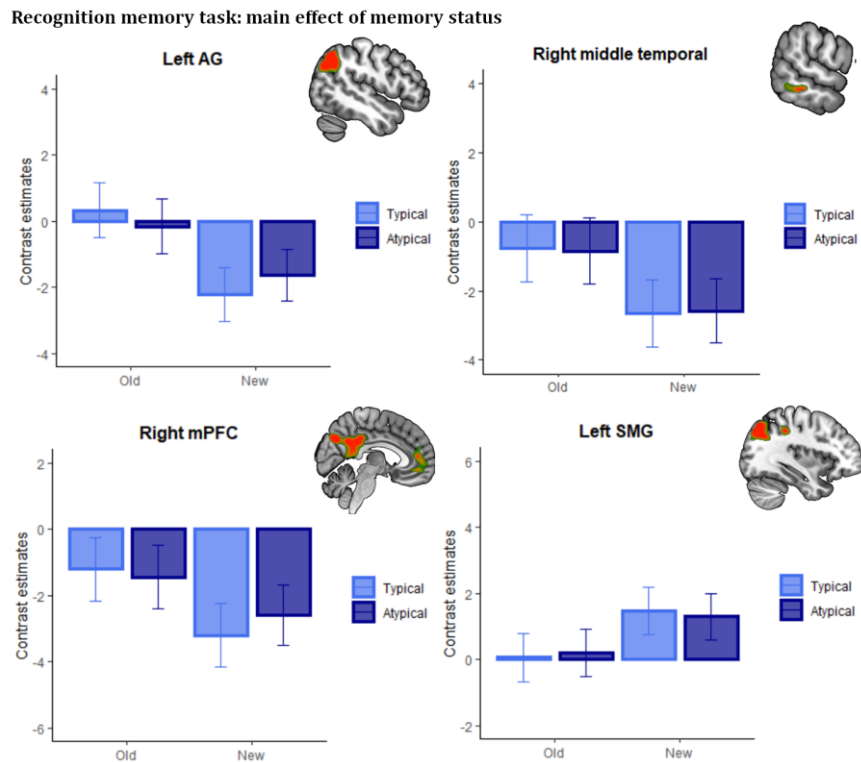 Recognition memory task: main effect of memory status
Left AG
4
2
0
-2
-4
Contrast estimates
Old
New
Typical
Atypical
Right middle temporal
4
2
0
-2
-4
Contrast estimates
Old
New
Typical
Atypical
Right mPFC
2
0
-2
-4
-6
Contrast estimates
Old
New
Typical
Atypical
Left SMG
6
4
2
0
-2
Contrast estimates
Old
New
Typical
Atypical